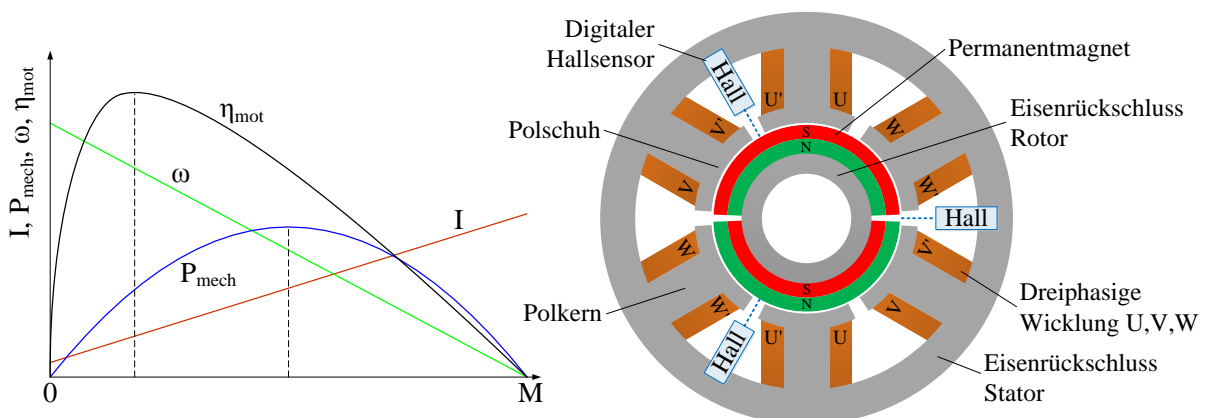 I, P_mech, ω, η_mot
η_mot
ω
I
P_mech
0
M
Digitaler
Hallsensor
Polschuh
Polkern
Permanentmagnet
Eisenrückschluss
Rotor
Dreiphasige
Wicklung U,V,W
Eisenrückschluss
Stator
Hall
Hall
Hall
U'
U
V'
W
V
W'
W
V'
W'
V
U'
U
S
N
S
N